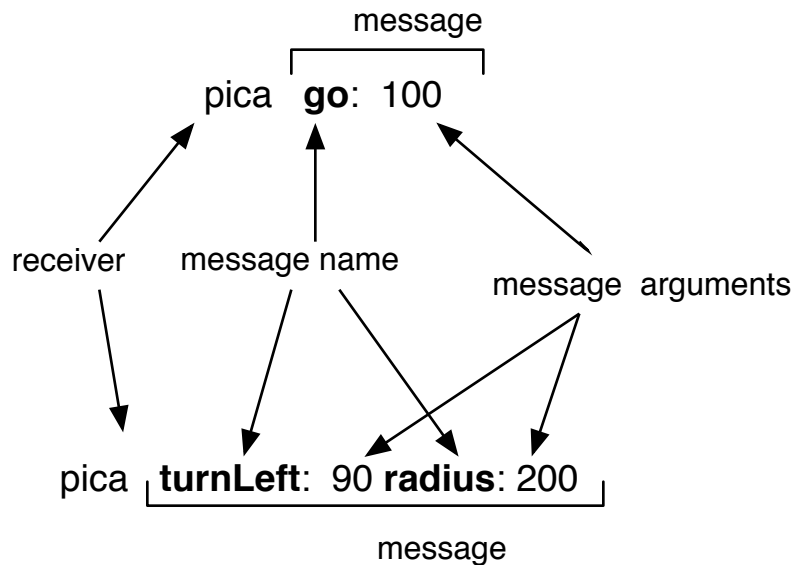 message
pica go: 100
receiver message name
message arguments
pica turnLeft: 90 radius: 200
message